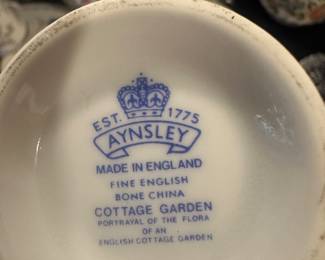 EST. 1775
AYNSLEY
MADE IN ENGLAND
FINE ENGLISH
BONE CHINA
COTTAGE GARDEN
PORTRAYAL OF THE FLORA
OF AN
ENGLISH COTTAGE GARDEN